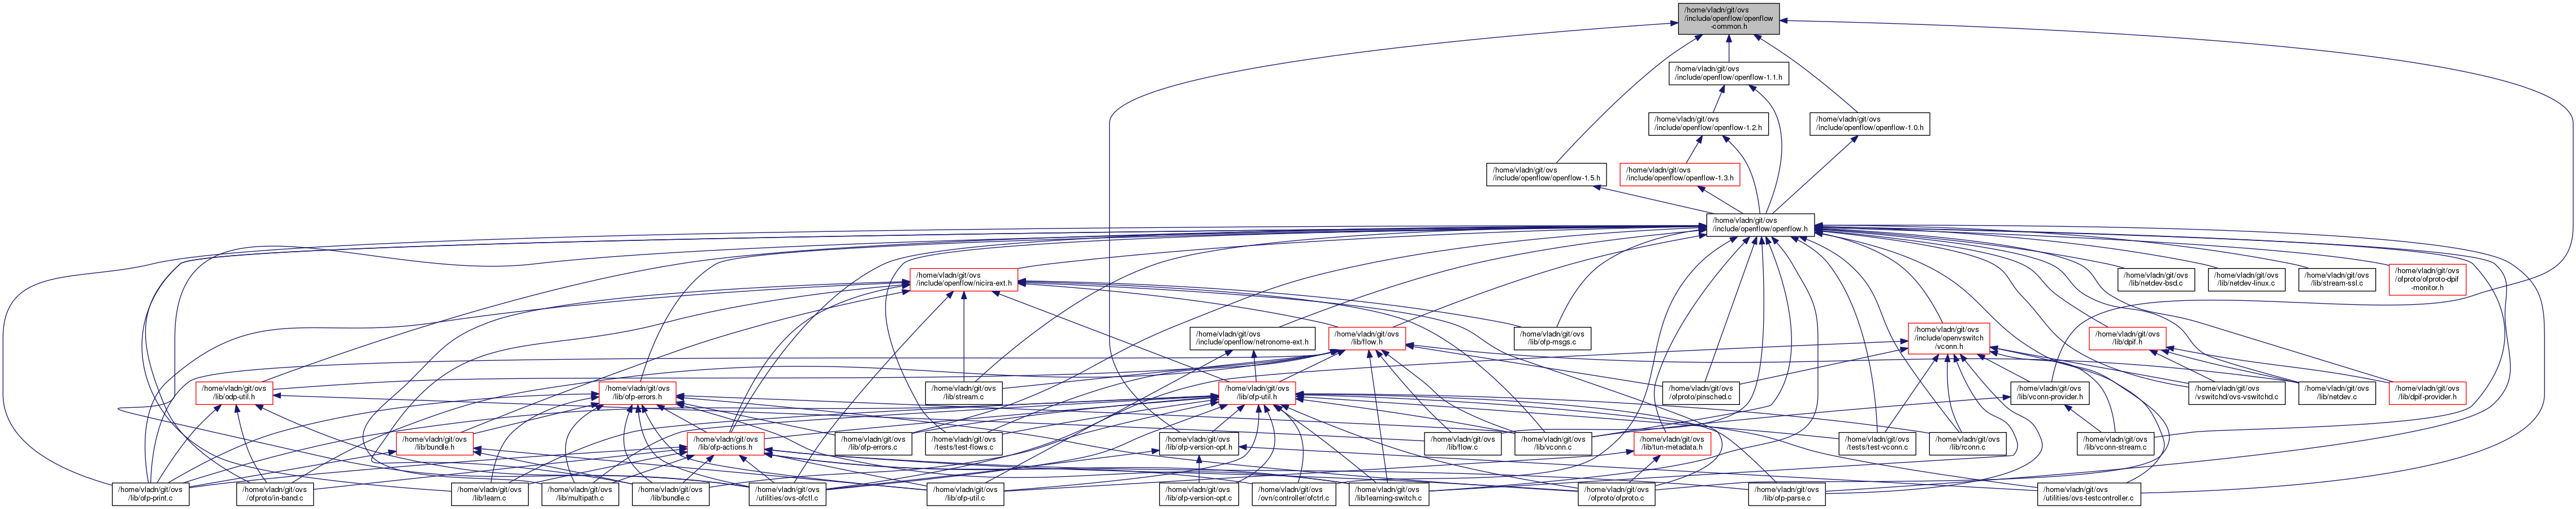 /home/vladn/git/ovs
/include/openflow/openflow
-common.h
/home/vladn/git/ovs
/include/openflow/openflow-1.1.h
/home/vladn/git/ovs
/include/openflow/openflow-1.2.h
/home/vladn/git/ovs
/include/openflow/openflow-1.0.h
/home/vladn/git/ovs
/include/openflow/openflow-1.5.h
/home/vladn/git/ovs
/include/openflow/openflow-1.3.h
/home/vladn/git/ovs
/include/openflow/openflow.h
/home/vladn/git/ovs
/include/openflow/nicira-ext.h
/home/vladn/git/ovs
/lib/netdev-bsd.c
/home/vladn/git/ovs
/lib/netdev-linux.c
/home/vladn/git/ovs
/lib/stream-ssl.c
/home/vladn/git/ovs
/ofproto/ofproto-dpif
-monitor.h
/home/vladn/git/ovs
/include/openflow/netronome-ext.h
/home/vladn/git/ovs
/lib/flow.h
/home/vladn/git/ovs
/lib/ofp-msgs.c
/home/vladn/git/ovs
/include/openvswitch
/vconn.h
/home/vladn/git/ovs
/lib/dpif.h
/home/vladn/git/ovs
/lib/odp-util.h
/home/vladn/git/ovs
/lib/ofp-errors.h
/home/vladn/git/ovs
/lib/stream.c
/home/vladn/git/ovs
/lib/ofp-util.h
/home/vladn/git/ovs
/ofproto/pinsched.c
/home/vladn/git/ovs
/lib/vconn-provider.h
/home/vladn/git/ovs
/vswitchd/ovs-vswitchd.c
/home/vladn/git/ovs
/lib/netdev.c
/home/vladn/git/ovs
/lib/dpif-provider.h
/home/vladn/git/ovs
/lib/bundle.h
/home/vladn/git/ovs
/lib/ofp-actions.h
/home/vladn/git/ovs
/lib/ofp-errors.c
/home/vladn/git/ovs
/tests/test-flows.c
/home/vladn/git/ovs
/lib/ofp-version-opt.h
/home/vladn/git/ovs
/lib/flow.c
/home/vladn/git/ovs
/lib/vconn.c
/home/vladn/git/ovs
/lib/tun-metadata.h
/home/vladn/git/ovs
/tests/test-vconn.c
/home/vladn/git/ovs
/lib/rconn.c
/home/vladn/git/ovs
/lib/vconn-stream.c
/home/vladn/git/ovs
/lib/ofp-print.c
/home/vladn/git/ovs
/ofproto/in-band.c
/home/vladn/git/ovs
/lib/learn.c
/home/vladn/git/ovs
/lib/multipath.c
/home/vladn/git/ovs
/lib/bundle.c
/home/vladn/git/ovs
/utilities/ovs-ofctl.c
/home/vladn/git/ovs
/lib/ofp-util.c
/home/vladn/git/ovs
/lib/ofp-version-opt.c
/home/vladn/git/ovs
/ovn/controller/ofctrl.c
/home/vladn/git/ovs
/lib/learning-switch.c
/home/vladn/git/ovs
/ofproto/ofproto.c
/home/vladn/git/ovs
/lib/ofp-parse.c
/home/vladn/git/ovs
/utilities/ovs-testcontroller.c